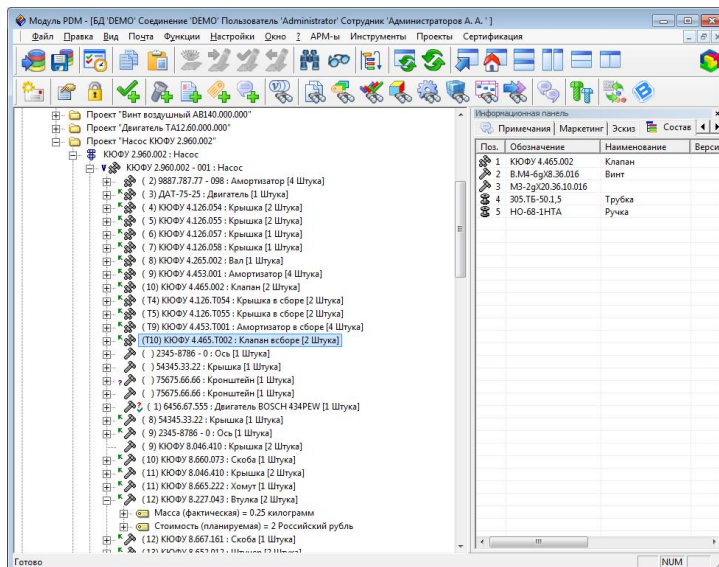 Модуль PDM - [БД 'DEMO' Соединение 'DEMO' Пользователь 'Administrator' Сотрудник 'Администраторов А. А. ' ]
Файл Правка Вид Почта Функции Настройки Окно ? АРМ-ы Инструменты Проекты Сертификация
Проект "Винт воздушный АВ140.000.000"
Проект "Двигатель ТА12.60.000.000"
Проект "Насос КЮФУ 2.960.002"
КЮФУ 2.960.002 : Насос
КЮФУ 2.960.002 - 001 : Насос
( 2) 9887.787.77 - 098 : Амортизатор [4 Штука]
( 3) ДАТ-75-25 : Двигатель [1 Штука]
( 4) КЮФУ 4.126.054 : Крышка [2 Штука]
( 5) КЮФУ 4.126.055 : Крышка [2 Штука]
( 6) КЮФУ 4.126.057 : Крышка [1 Штука]
( 7) КЮФУ 4.126.058 : Крышка [1 Штука]
( 8) КЮФУ 4.265.002 : Вал [1 Штука]
( 9) КЮФУ 4.453.001 : Амортизатор [4 Штука]
(10) КЮФУ 4.465.002 : Клапан [2 Штука]
(Т4) КЮФУ 4.126.Т054 : Крышка в сборе [2 Штука]
(Т5) КЮФУ 4.126.Т055 : Крышка в сборе [2 Штука]
(Т9) КЮФУ 4.453.Т001 : Амортизатор в сборе [4 Штука]
(Т10) КЮФУ 4.465.Т002 : Клапан всборе [2 Штука]
( ) 2345-8786 - 0 : Ось [1 Штука]
( ) 54345.33.22 : Крышка [1 Штука]
( ) 75675.66.66 : Кронштейн [1 Штука]
( ) 75675.66.66 : Кронштейн [1 Штука]
( 1) 6456.67.555 : Двигатель BOSCH 434PEW [1 Штука]
( 8) 54345.33.22 : Крышка [1 Штука]
( 9) 2345-8786 - 0 : Ось [1 Штука]
( 9) КЮФУ 8.046.410 : Крышка [2 Штука]
(10) КЮФУ 8.660.073 : Скоба [1 Штука]
(11) КЮФУ 8.046.410 : Крышка [2 Штука]
(11) КЮФУ 8.665.222 : Хомут [1 Штука]
(12) КЮФУ 8.227.043 : Втулка [2 Штука]
Масса (фактическая) = 0.25 килограмм
Стоимость (планируемая) = 2 Российский рубль
(12) КЮФУ 8.667.161 : Скоба [1 Штука]
(13) КЮФУ 8.652.012 : Штуцер [2 Штука]
Информационная панель
Примечания Маркетинг Эскиз Состав
Поз. Обозначение Наименование Верси
1 КЮФУ 4.465.002 Клапан
2 В.М4-6gХ8.36.016 Винт
3 М3-2gХ20.36.10.016
4 305.ТБ-50.1,5 Трубка
5 НО-68-1НТА Ручка
Готово NUM